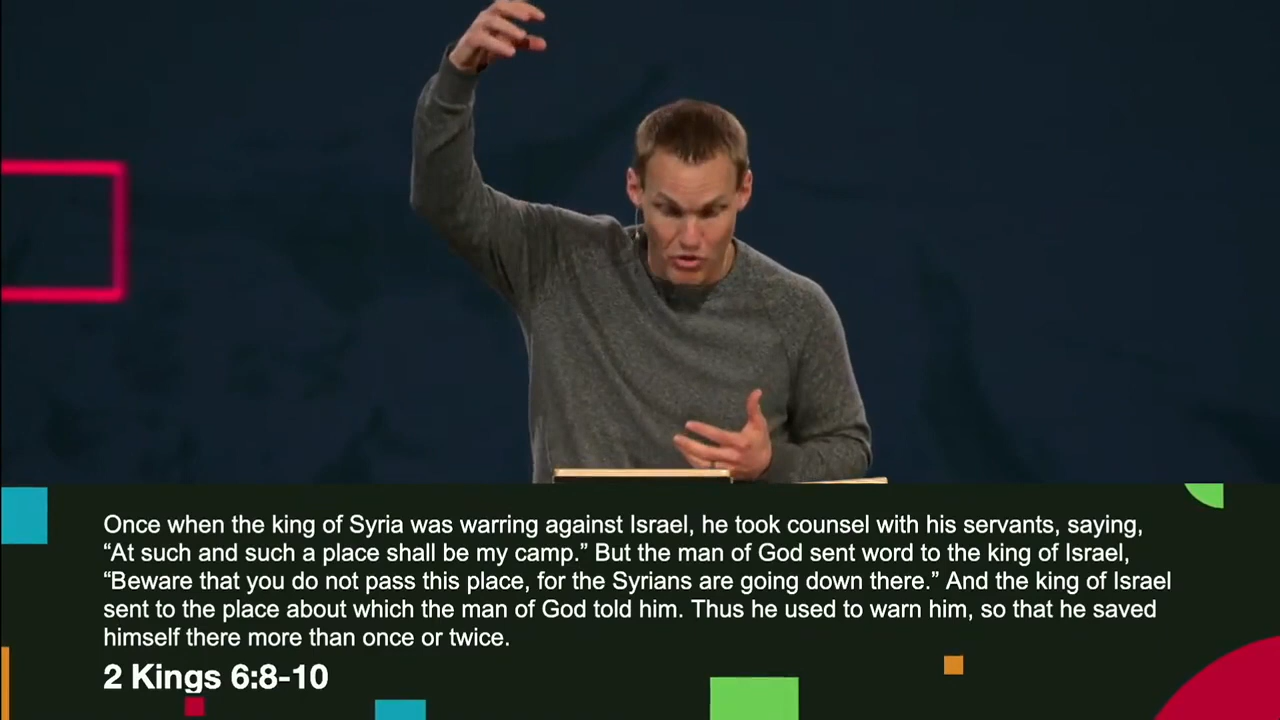 Once when the king of Syria was warring against Israel, he took counsel with his servants, saying,
“At such and such a place shall be my camp.” But the man of God sent word to the king of Israel,
“Beware that you do not pass this place, for the Syrians are going down there.” And the king of Israel
sent to the place about which the man of God told him. Thus he used to warn him, so that he saved
himself there more than once or twice.
2 Kings 6:8-10